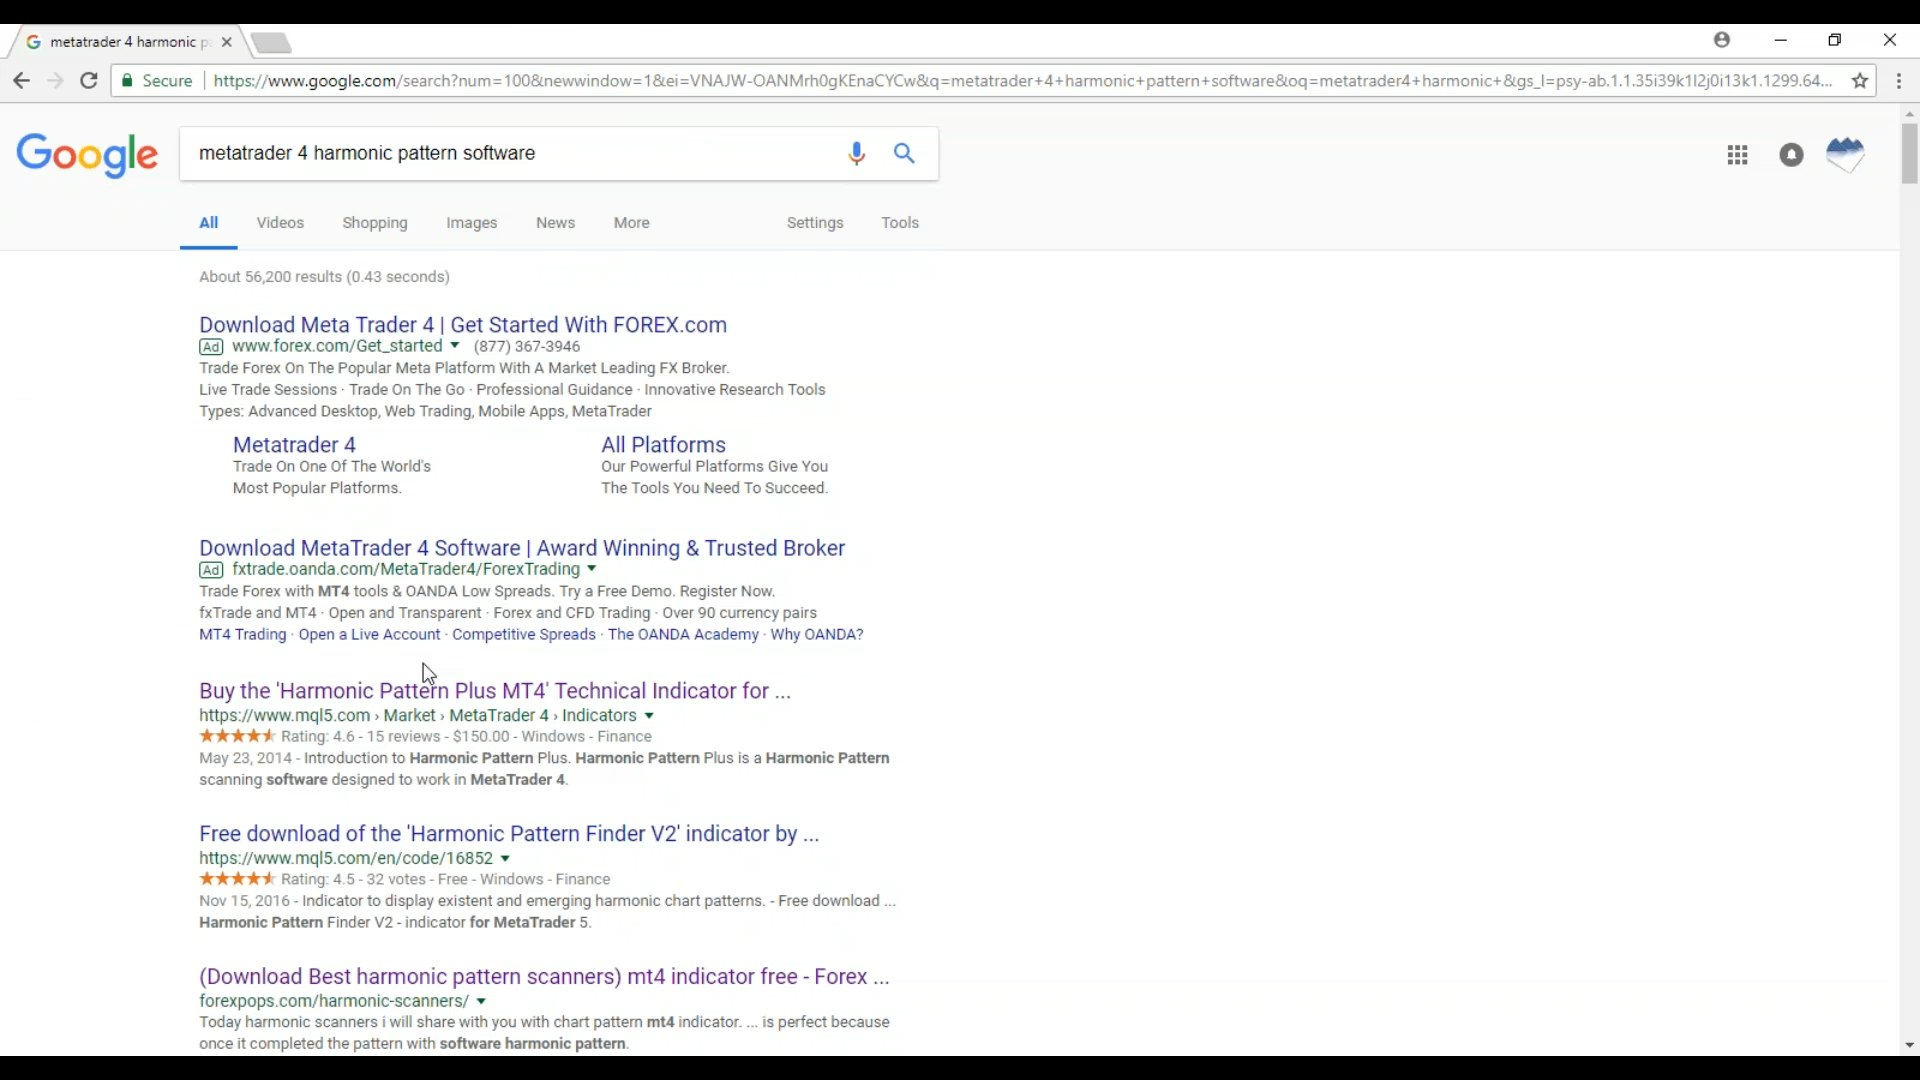 metatrader 4 harmonic p
Secure https://www.google.com/search?num=100&newwindow=1&ei=VNAJW-OANMrh0gKEnaCYCw&q=metatrader+4+harmonic+pattern+software&oq=metatrader4+harmonic+&gs_l=psy-ab.1.1.35i39k1l2j0i13k1.1299.64...
Google metatrader 4 harmonic pattern software
All Videos Shopping Images News More Settings Tools
About 56,200 results (0.43 seconds)
Download Meta Trader 4 | Get Started With FOREX.com
Ad www.forex.com/Get_started (877) 367-3946
Trade Forex On The Popular Meta Platform With A Market Leading FX Broker.
Live Trade Sessions · Trade On The Go · Professional Guidance · Innovative Research Tools
Types: Advanced Desktop, Web Trading, Mobile Apps, MetaTrader
Metatrader 4 All Platforms
Trade On One Of The World's Our Powerful Platforms Give You
Most Popular Platforms. The Tools You Need To Succeed.
Download MetaTrader 4 Software | Award Winning & Trusted Broker
Ad fxtrade.oanda.com/MetaTrader4/ForexTrading
Trade Forex with MT4 tools & OANDA Low Spreads. Try a Free Demo. Register Now.
fxTrade and MT4 · Open and Transparent · Forex and CFD Trading · Over 90 currency pairs
MT4 Trading · Open a Live Account · Competitive Spreads · The OANDA Academy · Why OANDA?
Buy the 'Harmonic Pattern Plus MT4' Technical Indicator for ...
https://www.mql5.com › Market › MetaTrader 4 › Indicators
Rating: 4.6 - 15 reviews - $150.00 - Windows - Finance
May 23, 2014 - Introduction to Harmonic Pattern Plus. Harmonic Pattern Plus is a Harmonic Pattern
scanning software designed to work in MetaTrader 4.
Free download of the 'Harmonic Pattern Finder V2' indicator by ...
https://www.mql5.com/en/code/16852
Rating: 4.5 - 32 votes - Free - Windows - Finance
Nov 15, 2016 - Indicator to display existent and emerging harmonic chart patterns. - Free download ...
Harmonic Pattern Finder V2 - indicator for MetaTrader 5.
(Download Best harmonic pattern scanners) mt4 indicator free - Forex ...
forexpops.com/harmonic-scanners/
Today harmonic scanners i will share with you with chart pattern mt4 indicator. ... is perfect because
once it completed the pattern with software harmonic pattern.